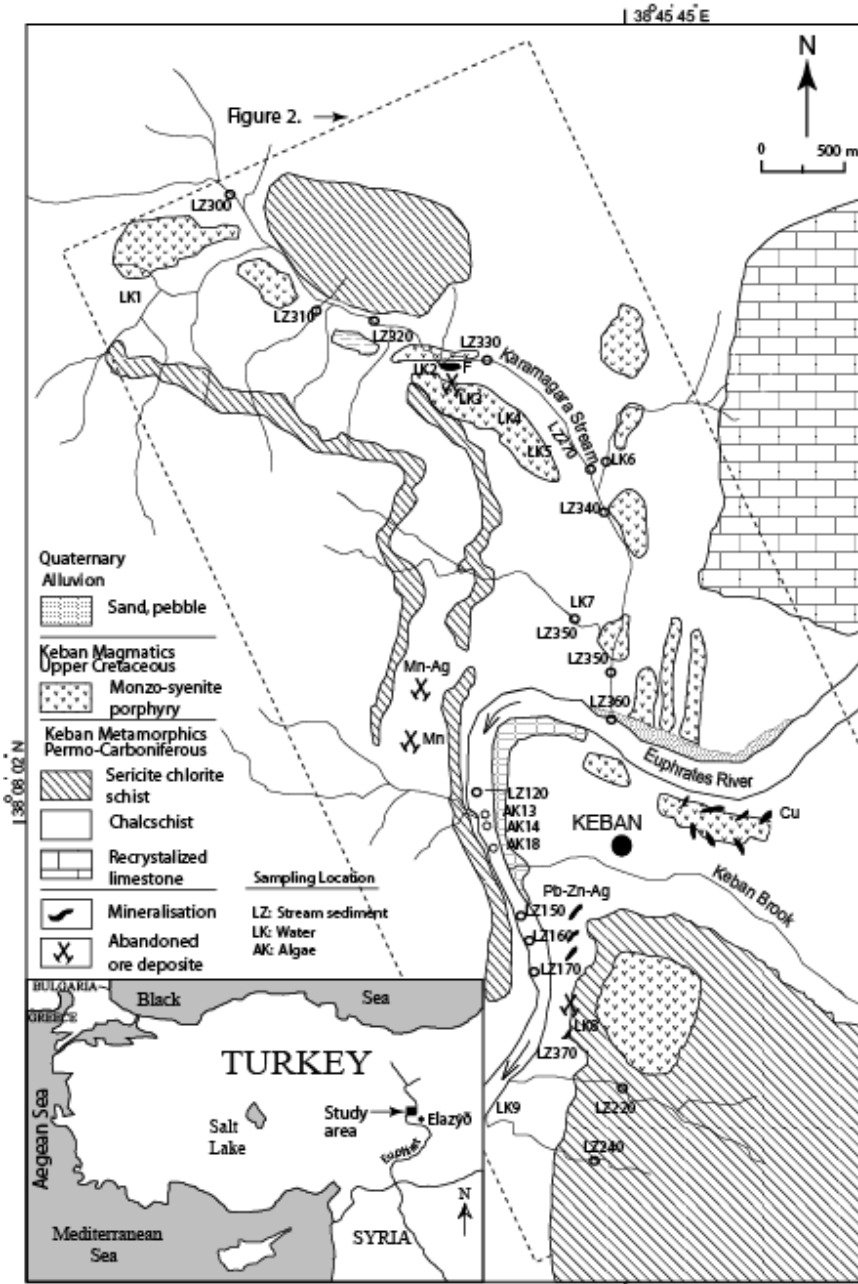 38°45'45"E
N
Figure 2.
0 500 m
LZ300
LK1
LZ310
LZ320
LZ330
F
LK2
LK3
Karamagara Stream
LK4
LZ270
LK5
LK6
LZ340
LK7
LZ350
LZ350
LZ360
Mn-Ag
Mn
Euphrales River
LZ120
AK13
AK14
AK18
KEBAN
Cu
Keban Brook
Pb-Zn-Ag
LZ150
LZ160
LZ170
LK8
LZ370
LK9
LZ220
LZ240
38°08'02"N
Quaternary
Alluvion
Sand, pebble
Keban Magmatics
Upper Cretaceous
Monzo-syenite
porphyry
Keban Metamorphics
Permo-Carboniferous
Sericite chlorite
schist
Chalcschist
Recrystalized
limestone
Mineralisation
Abandoned
ore deposite
Sampling Location
LZ: Stream sediment
LK: Water
AK: Algae
BULGARIA
GREECE
Black Sea
TURKEY
Aegean Sea
Salt
Lake
Study
area
Elazýð
Euphrat
Mediterranean
Sea
SYRIA
N